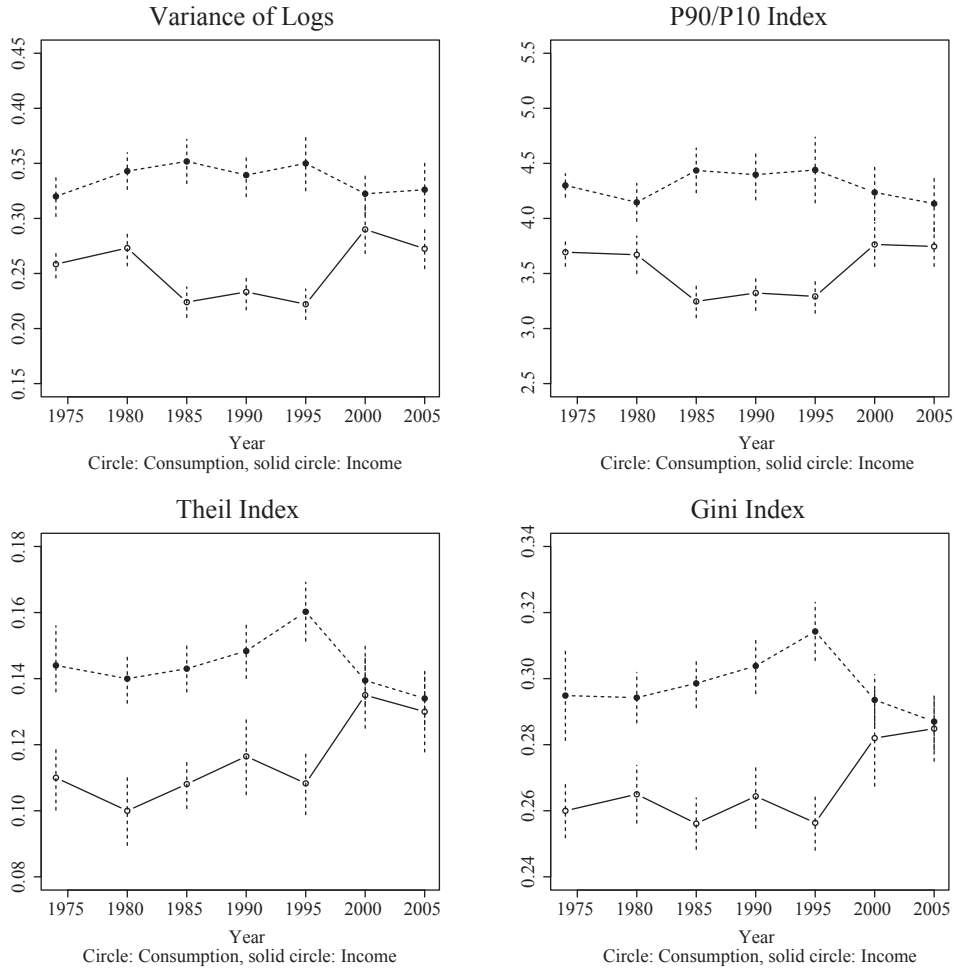 Variance of Logs
0.45
0.40
0.35
0.30
0.25
0.20
0.15
1975 1980 1985 1990 1995 2000 2005
Year
Circle: Consumption, solid circle: Income
P90/P10 Index
5.5
5.0
4.5
4.0
3.5
3.0
2.5
1975 1980 1985 1990 1995 2000 2005
Year
Circle: Consumption, solid circle: Income
Theil Index
0.18
0.16
0.14
0.12
0.10
0.08
1975 1980 1985 1990 1995 2000 2005
Year
Circle: Consumption, solid circle: Income
Gini Index
0.34
0.32
0.30
0.28
0.26
0.24
1975 1980 1985 1990 1995 2000 2005
Year
Circle: Consumption, solid circle: Income